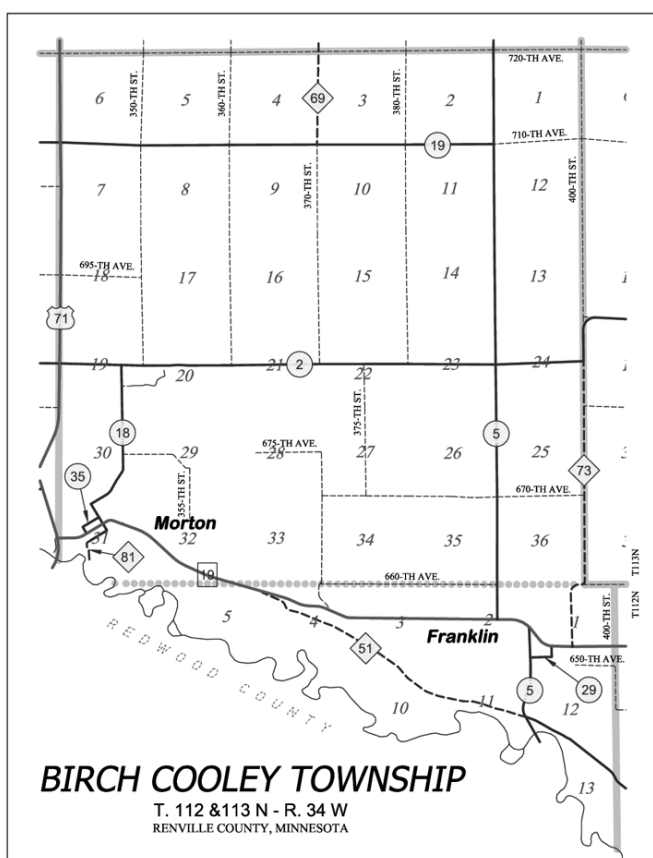 720-TH AVE.
350-TH ST.
360-TH ST.
380-TH ST.
6
5
4
69
3
2
1
19
710-TH AVE.
400-TH ST.
370-TH ST.
7
8
9
10
11
12
695-TH AVE.
18
17
16
15
14
13
71
19
20
21
2
22
23
24
375-TH ST.
18
5
30
29
675-TH AVE.
28
27
26
25
73
35
355-TH ST.
670-TH AVE.
Morton
31
32
33
34
35
36
81
19
660-TH AVE.
T113N
T112N
400-TH ST.
5
4
3
2
1
Franklin
51
650-TH AVE.
REDWOOD COUNTY
5
29
10
11
12
13
BIRCH COOLEY TOWNSHIP
T. 112 &113 N - R. 34 W
RENVILLE COUNTY, MINNESOTA